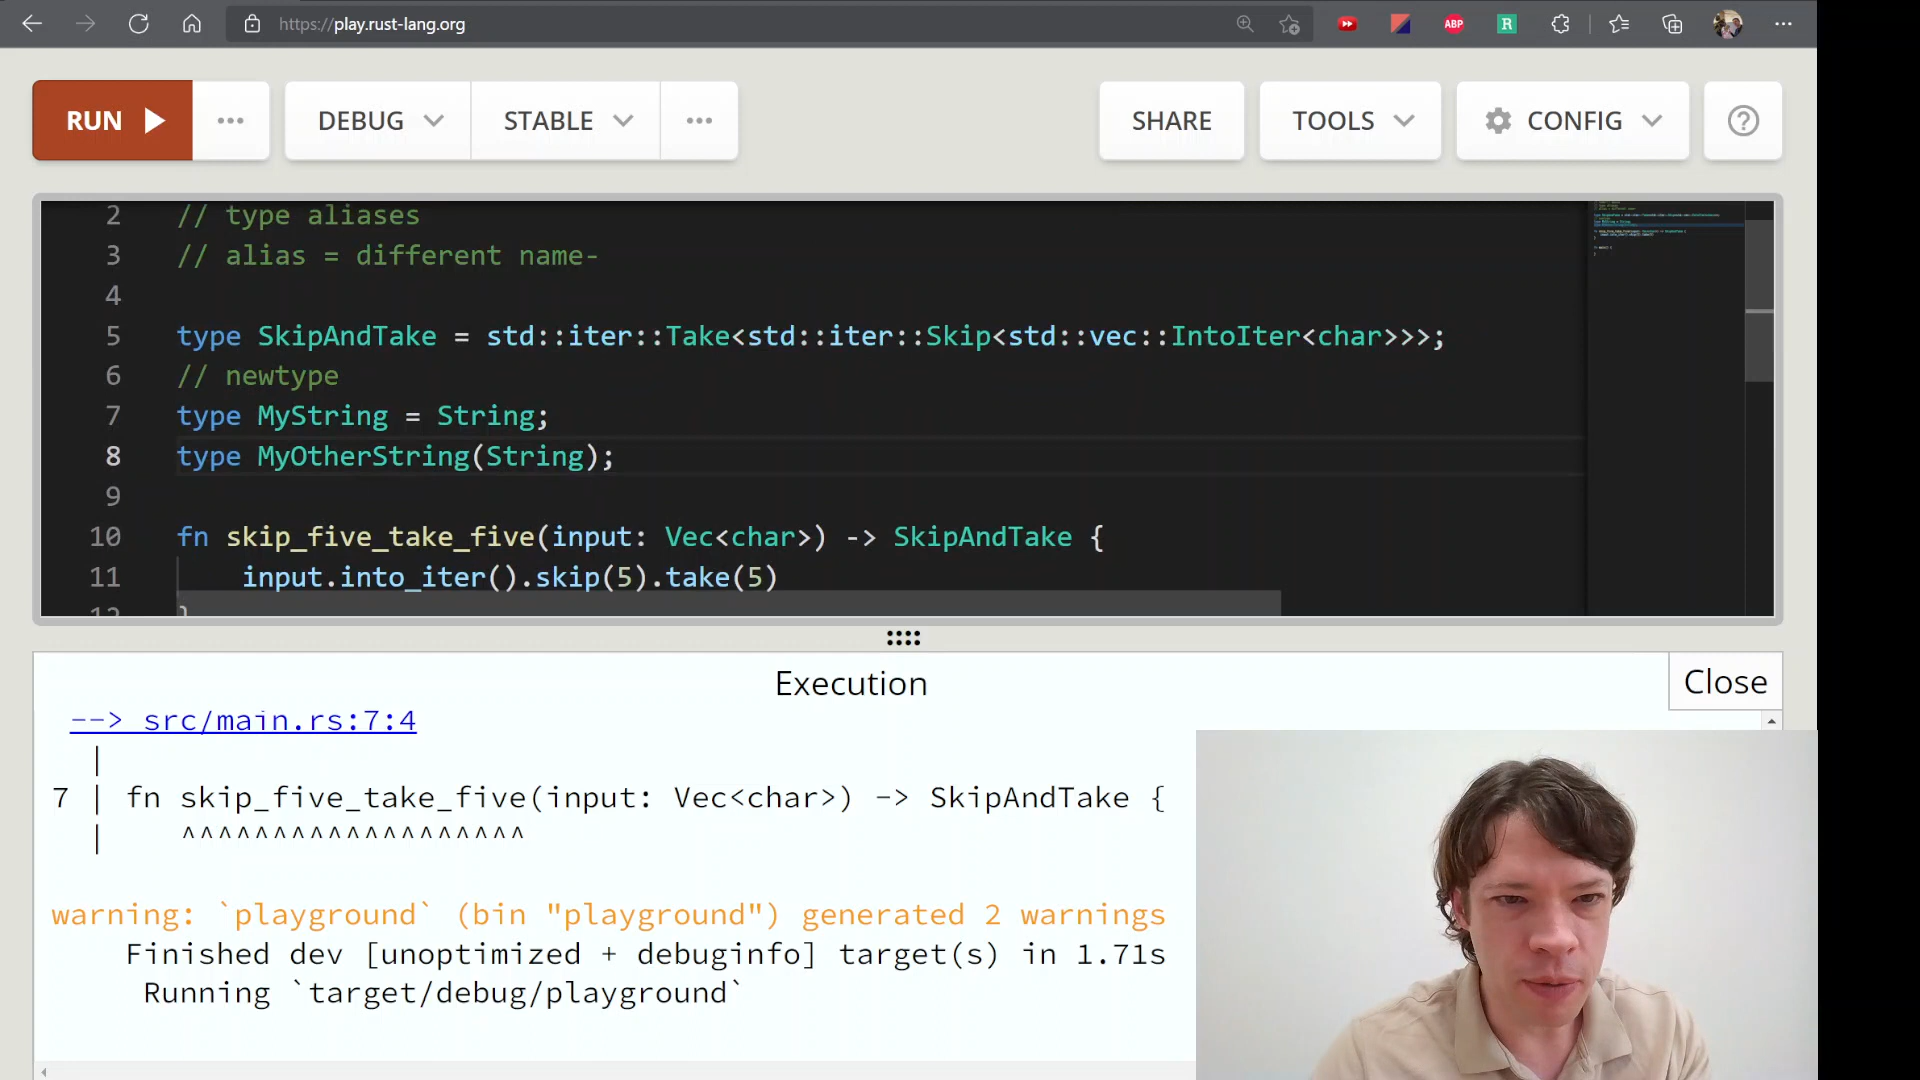 https://play.rust-lang.org
ABP
R
RUN
DEBUG
STABLE
SHARE
TOOLS
CONFIG
2 // type aliases
3 // alias = different name-
4
5 type SkipAndTake = std::iter::Take<std::iter::Skip<std::vec::IntoIter<char>>>;
6 // newtype
7 type MyString = String;
8 type MyOtherString(String);
9
10 fn skip_five_take_five(input: Vec<char>) -> SkipAndTake {
11 input.into_iter().skip(5).take(5)
12 }
Execution
Close
--> src/main.rs:7:4
|
7 | fn skip_five_take_five(input: Vec<char>) -> SkipAndTake {
| ^^^^^^^^^^^^^^^^^^^
warning: `playground` (bin "playground") generated 2 warnings
Finished dev [unoptimized + debuginfo] target(s) in 1.71s
Running `target/debug/playground`